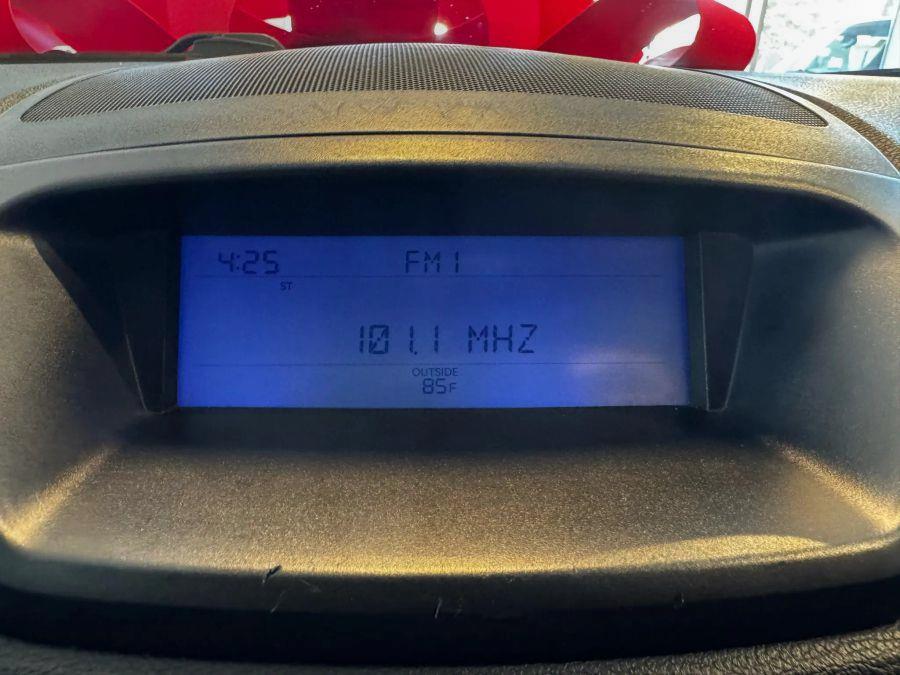 4:25 FM1
ST
101.1 MHZ
OUTSIDE
85F